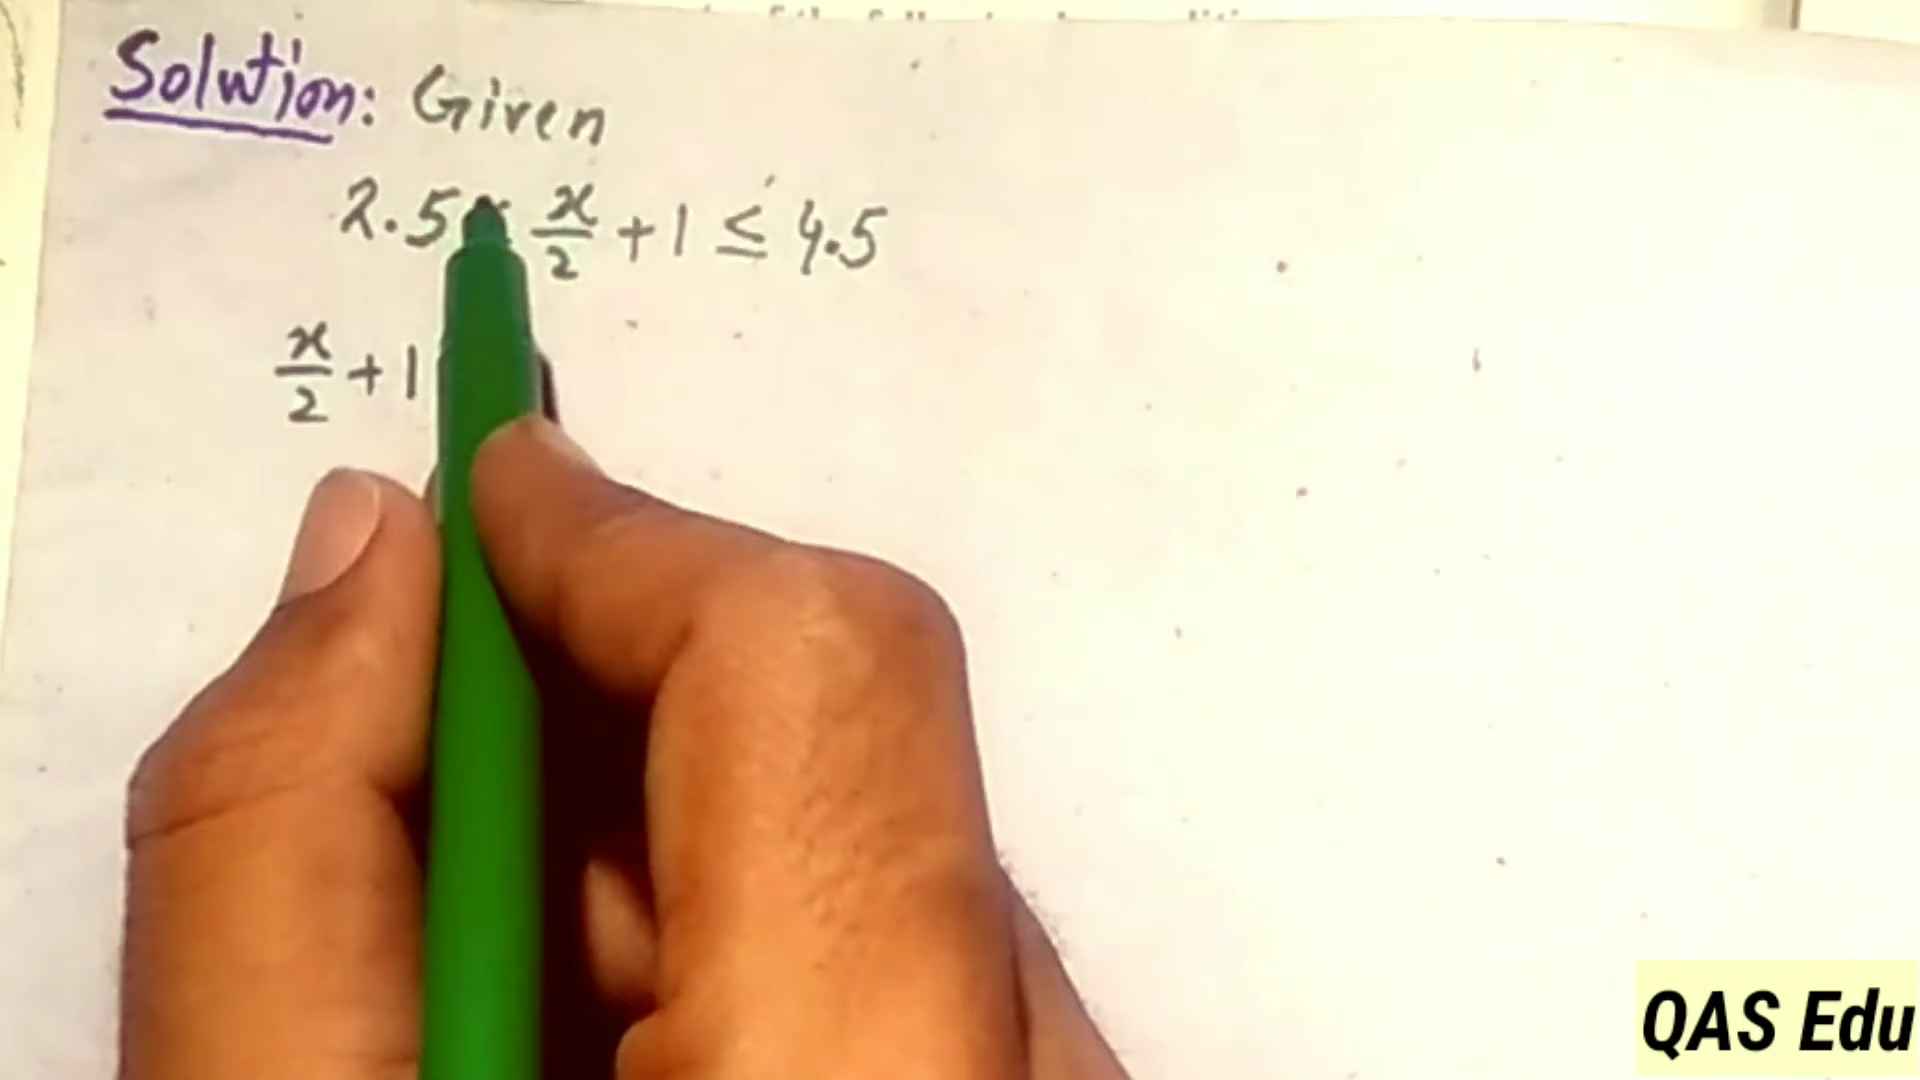 Solution: Given
2.5 x/2 + 1 ≤ 4.5
x/2 + 1
QAS Edu